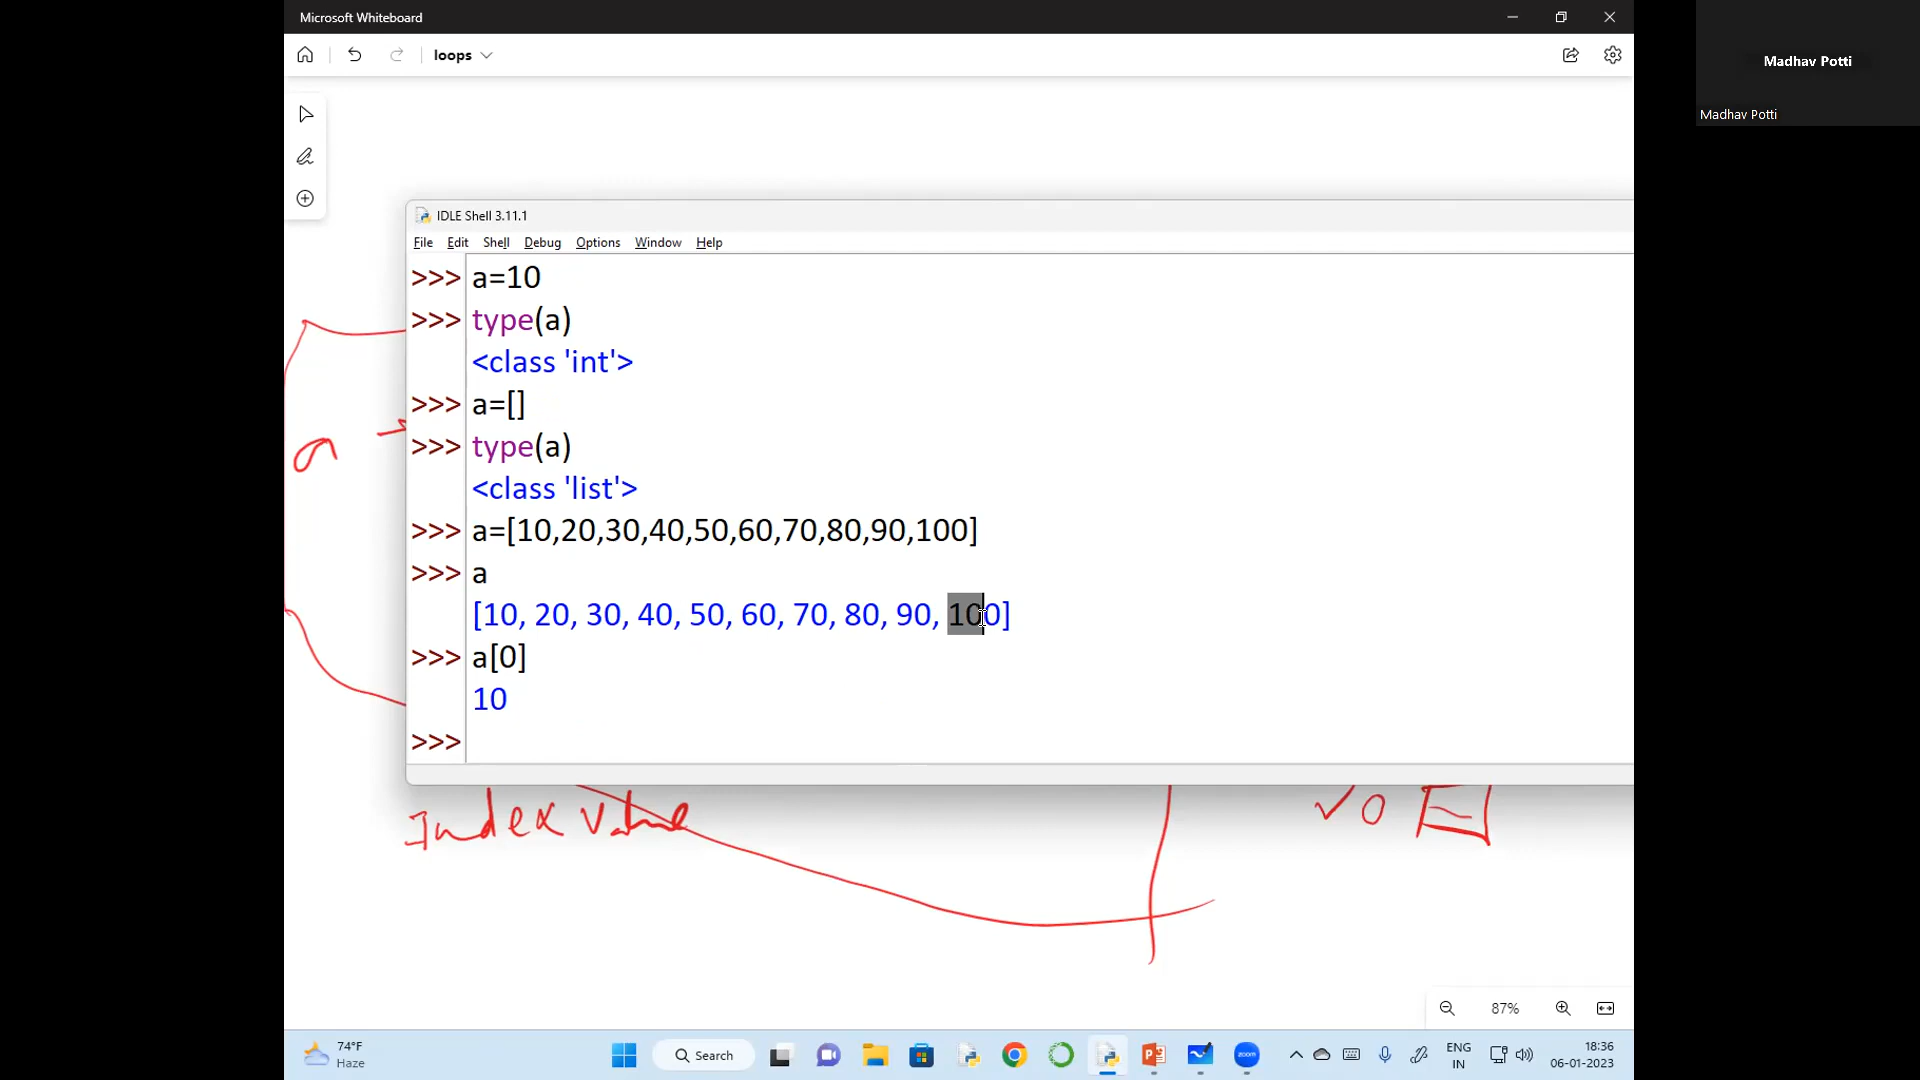 Microsoft Whiteboard
Madhav Potti
Madhav Potti
loops
IDLE Shell 3.11.1
File Edit Shell Debug Options Window Help
>>> a=10
>>> type(a)
<class 'int'>
>>> a=[]
>>> type(a)
<class 'list'>
>>> a=[10,20,30,40,50,60,70,80,90,100]
>>> a
[10, 20, 30, 40, 50, 60, 70, 80, 90, 100]
>>> a[0]
10
>>>
a
Index value
0
87%
74°F
Haze
Search
zoom
ENG
IN
18:36
06-01-2023